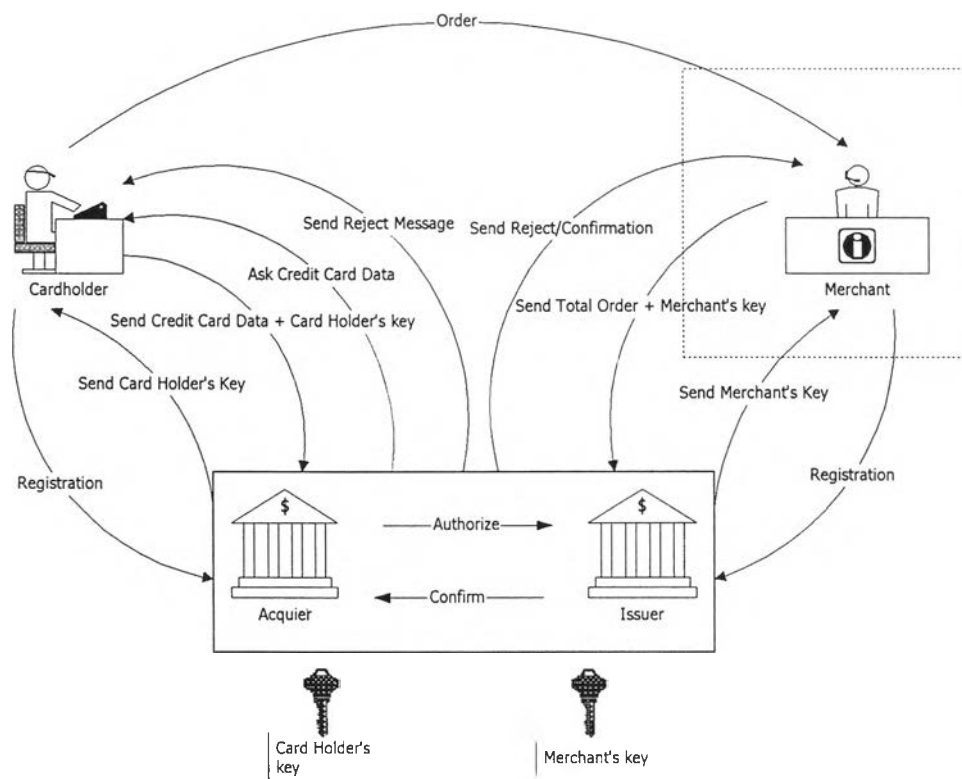 Order
Send Reject Message
Send Reject/Confirmation
Ask Credit Card Data
Cardholder
Merchant
Send Total Order + Merchant's key
Send Credit Card Data + Card Holder's key
Send Card Holder's Key
Send Merchant's Key
Registration
Registration
$
$
Authorize
Confirm
Acquier
Issuer
Card Holder's
key
Merchant's key